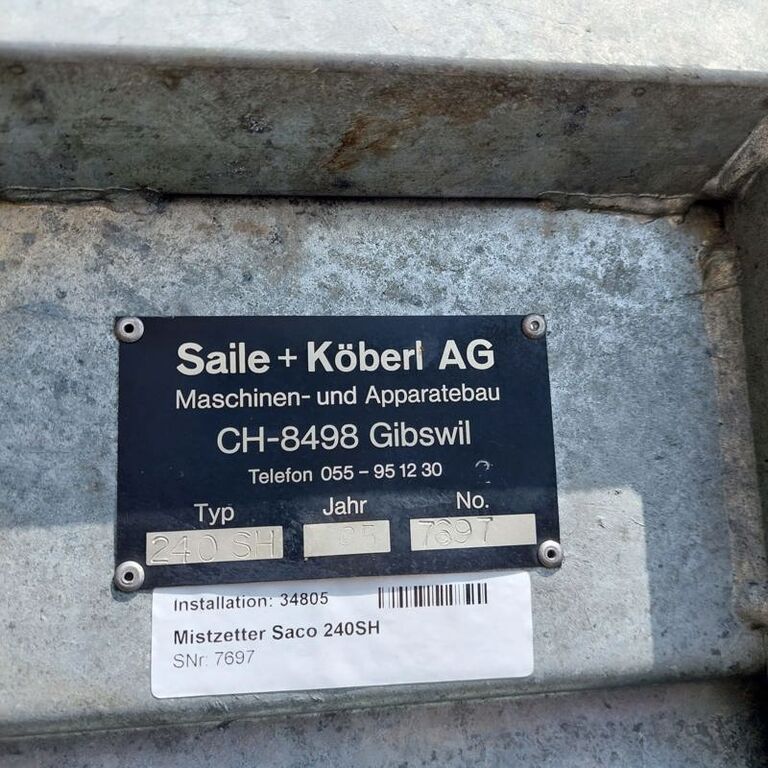 Saile + Köberl AG
Maschinen- und Apparatebau
CH-8498 Gibswil
Telefon 055 – 95 12 30
Typ Jahr No.
240 SH 7697
Installation: 34805
Mistzetter Saco 240SH
SNr: 7697